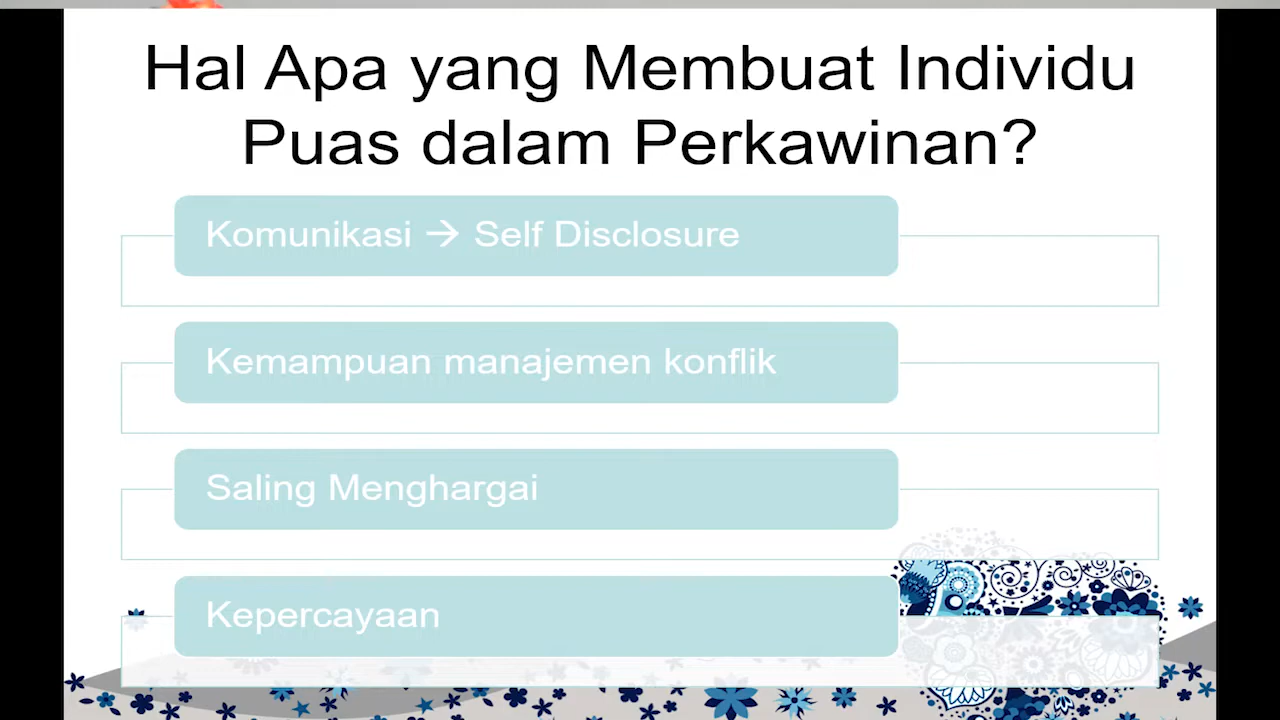 Hal Apa yang Membuat Individu
Puas dalam Perkawinan?
Komunikasi → Self Disclosure
Kemampuan manajemen konflik
Saling Menghargai
Kepercayaan